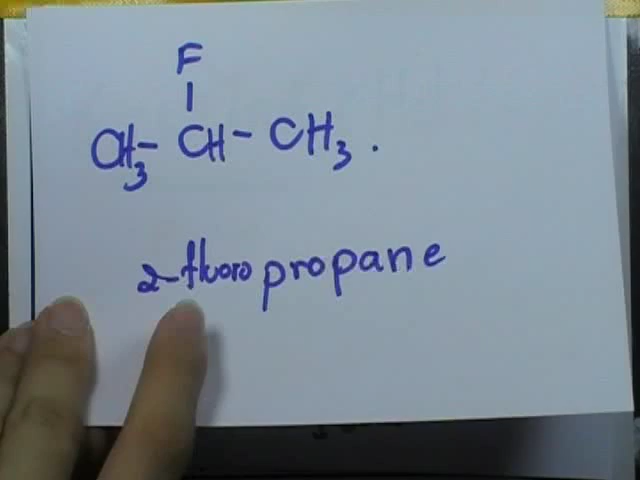 F
CH3 - CH - CH3.
2-fluoro propane